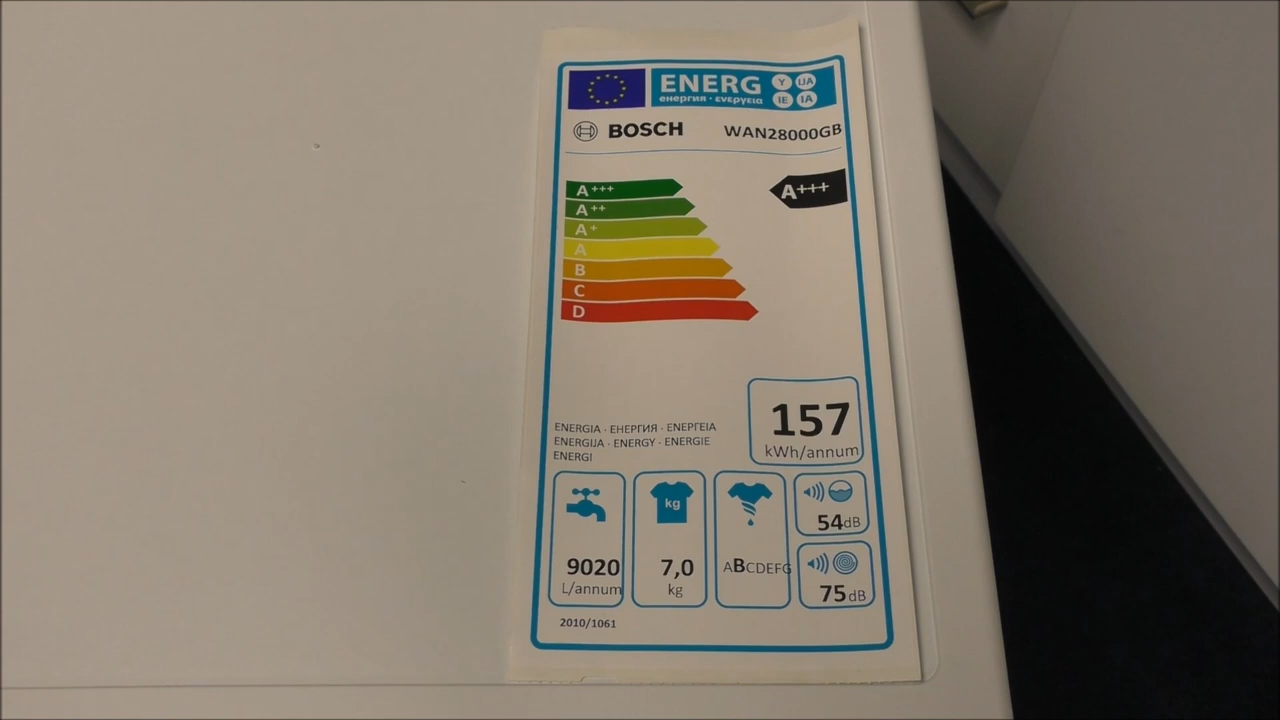 ENERG Y UA
енергия · ενεργεια IE IA
BOSCH WAN28000GB
A+++ A+++
A++
A+
A
B
C
D
157
kWh/annum
ENERGIA · ЕНЕРГИЯ · ΕΝΕΡΓΕΙΑ
ENERGIJA · ENERGY · ENERGIE
ENERGI
kg
54dB
9020 7,0 ABCDEFG
L/annum kg
75dB
2010/1061